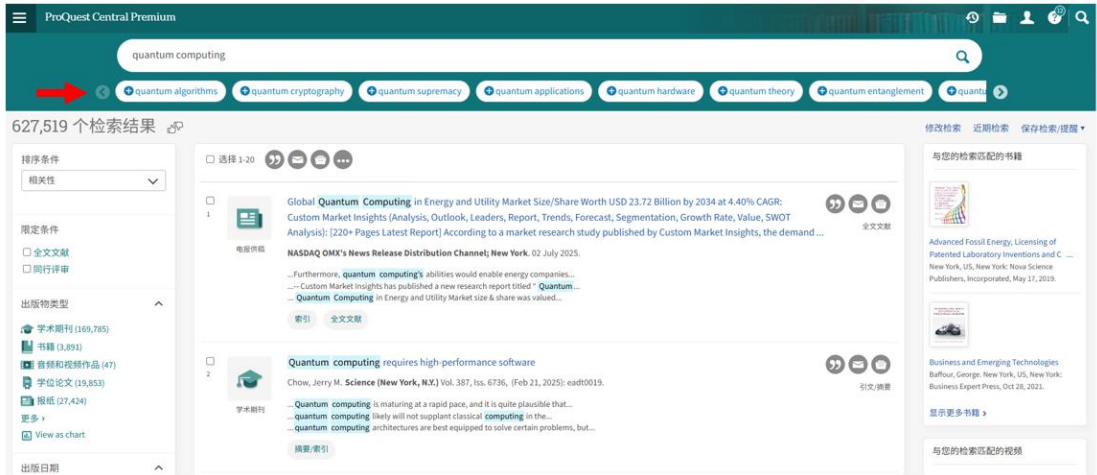 ProQuest Central Premium
12
quantum computing
quantum algorithms
quantum cryptography
quantum supremacy
quantum applications
quantum hardware
quantum theory
quantum entanglement
quantu
627,519 个检索结果
修改检索 近期检索 保存检索/提醒
排序条件
相关性
限定条件
全文文献
同行评审
出版物类型
学术期刊 (169,785)
书籍 (3,891)
音频和视频作品 (47)
学位论文 (19,853)
报纸 (27,424)
更多
View as chart
出版日期
选择 1-20
1
电报供稿
Global Quantum Computing in Energy and Utility Market Size/Share Worth USD 23.72 Billion by 2034 at 4.40% CAGR:
Custom Market Insights (Analysis, Outlook, Leaders, Report, Trends, Forecast, Segmentation, Growth Rate, Value, SWOT
Analysis): [220+ Pages Latest Report] According to a market research study published by Custom Market Insights, the demand ...
全文文献
NASDAQ OMX's News Release Distribution Channel; New York. 02 July 2025.
...Furthermore, quantum computing's abilities would enable energy companies...
...-- Custom Market Insights has published a new research report titled " Quantum...
... Quantum Computing in Energy and Utility Market size & share was valued...
索引 全文文献
2
学术期刊
Quantum computing requires high-performance software
Chow, Jerry M. Science (New York, N.Y.) Vol. 387, Iss. 6736, (Feb 21, 2025): eadt0019.
引文/摘要
...Quantum computing is maturing at a rapid pace, and it is quite plausible that...
...quantum computing likely will not supplant classical computing in the...
...quantum computing architectures are best equipped to solve certain problems, but...
摘要/索引
与您的检索匹配的书籍
Advanced Fossil Energy, Licensing of
Patented Laboratory Inventions and C ...
New York, US, New York: Nova Science
Publishers, Incorporated, May 17, 2019.
Business and Emerging Technologies
Baffour, George. New York, US, New York:
Business Expert Press, Oct 28, 2021.
显示更多书籍
与您的检索匹配的视频